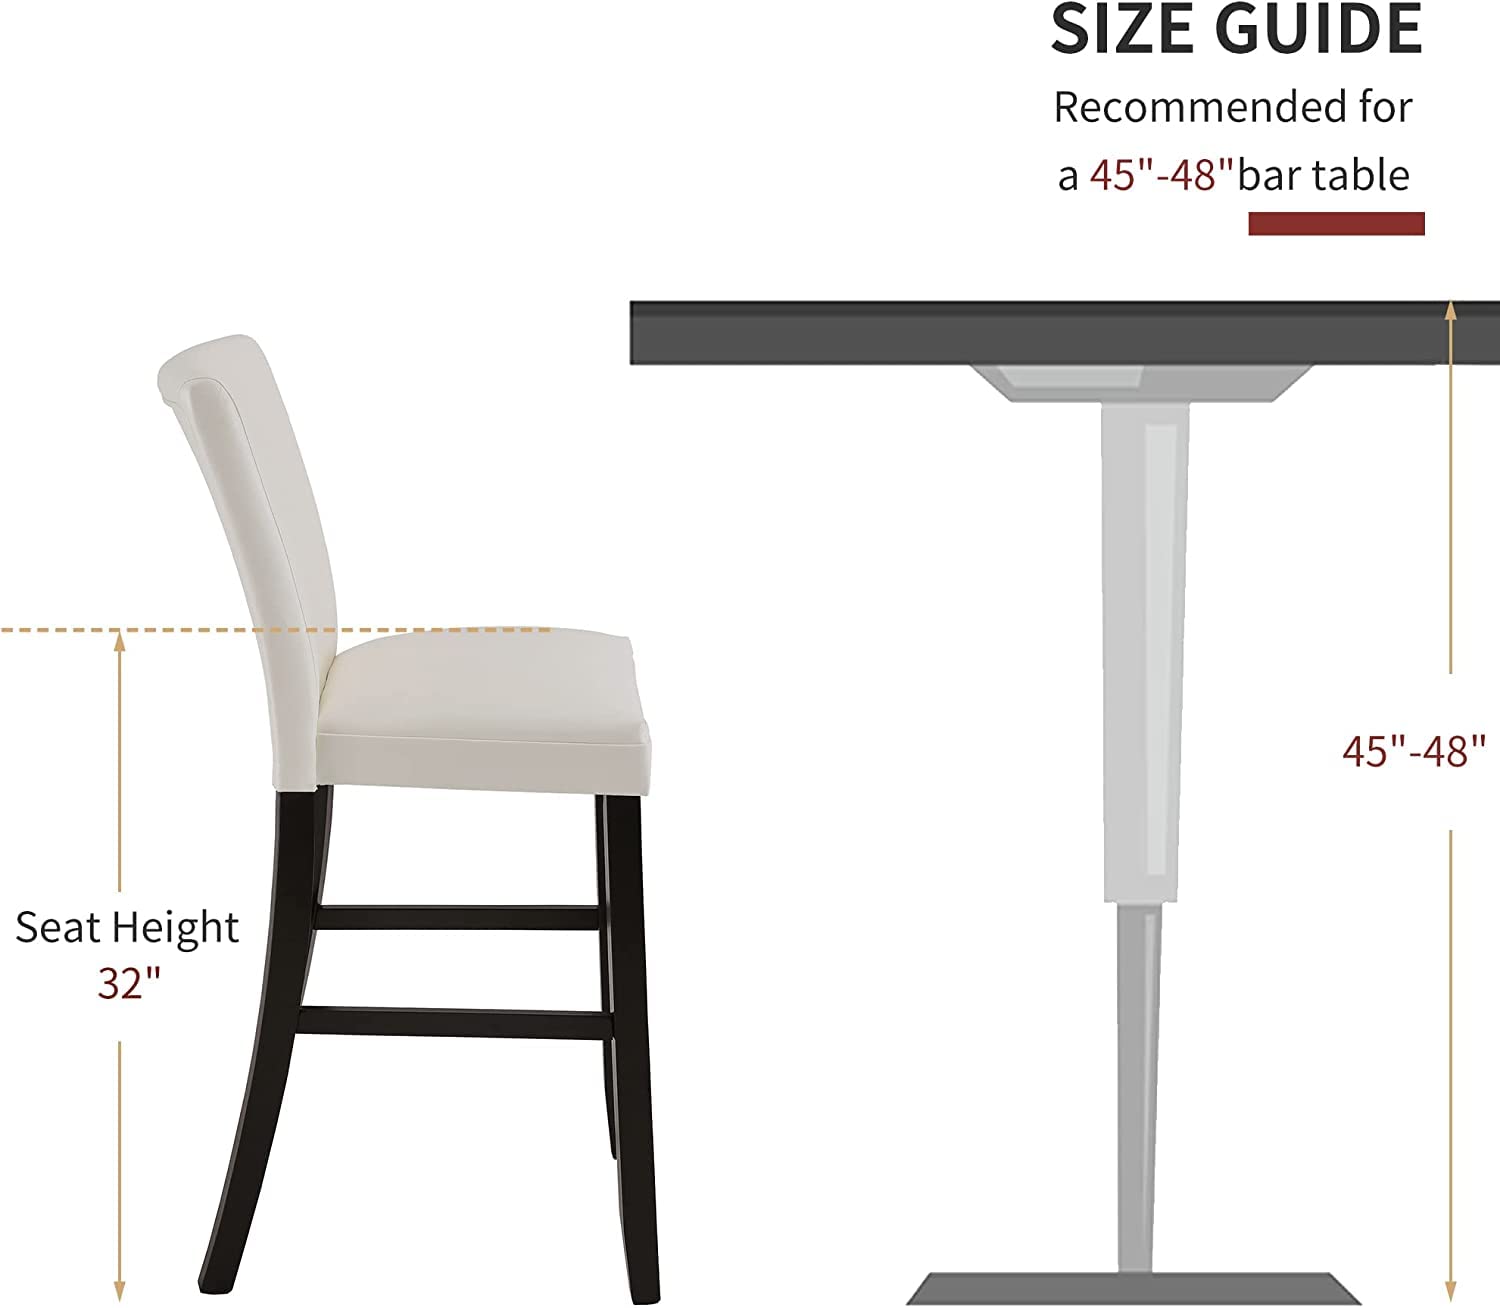 SIZE GUIDE
Recommended for
a 45"-48"bar table
45"-48"
Seat Height
32"